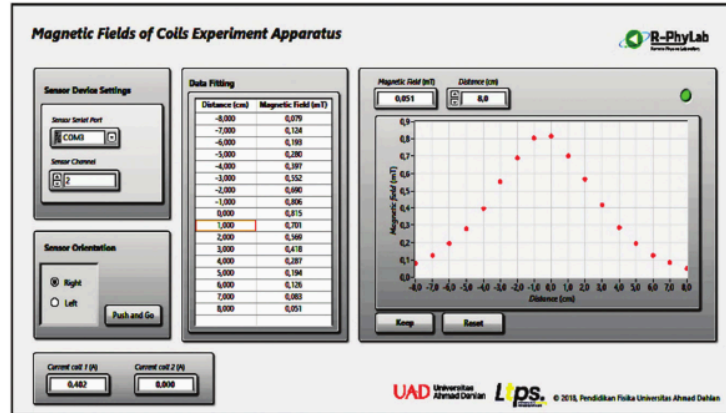 Magnetic Fields of Coils Experiment Apparatus
R-PhyLab
Remote Physics Laboratory
Sensor Device Settings
Sensor Seriel Port
COM3
Sensor Channel
2
Sensor Orientation
Right
Left
Push and Go
Data Fitting
Distance (cm) Magnetic Field (mT)
-8,000 0,079
-7,000 0,124
-6,000 0,193
-5,000 0,280
-4,000 0,397
-3,000 0,552
-2,000 0,690
-1,000 0,806
0,000 0,815
1,000 0,701
2,000 0,569
3,000 0,418
4,000 0,287
5,000 0,194
6,000 0,126
7,000 0,083
8,000 0,051
Magnetic Field (mT) Distance (cm)
0,051 8,0
Magnetic field (mT)
0,9
0,8
0,7
0,6
0,5
0,4
0,3
0,2
0,1
0,0
-8,0 -7,0 -6,0 -5,0 -4,0 -3,0 -2,0 -1,0 0,0 1,0 2,0 3,0 4,0 5,0 6,0 7,0 8,0
Distance (cm)
Keep Reset
Current coil 1 (A) Current coil 2 (A)
0,482 0,000
UAD Universitas
Ahmad Dahlan
Ltps.
© 2018, Pendidikan Fisika Universitas Ahmad Dahlan